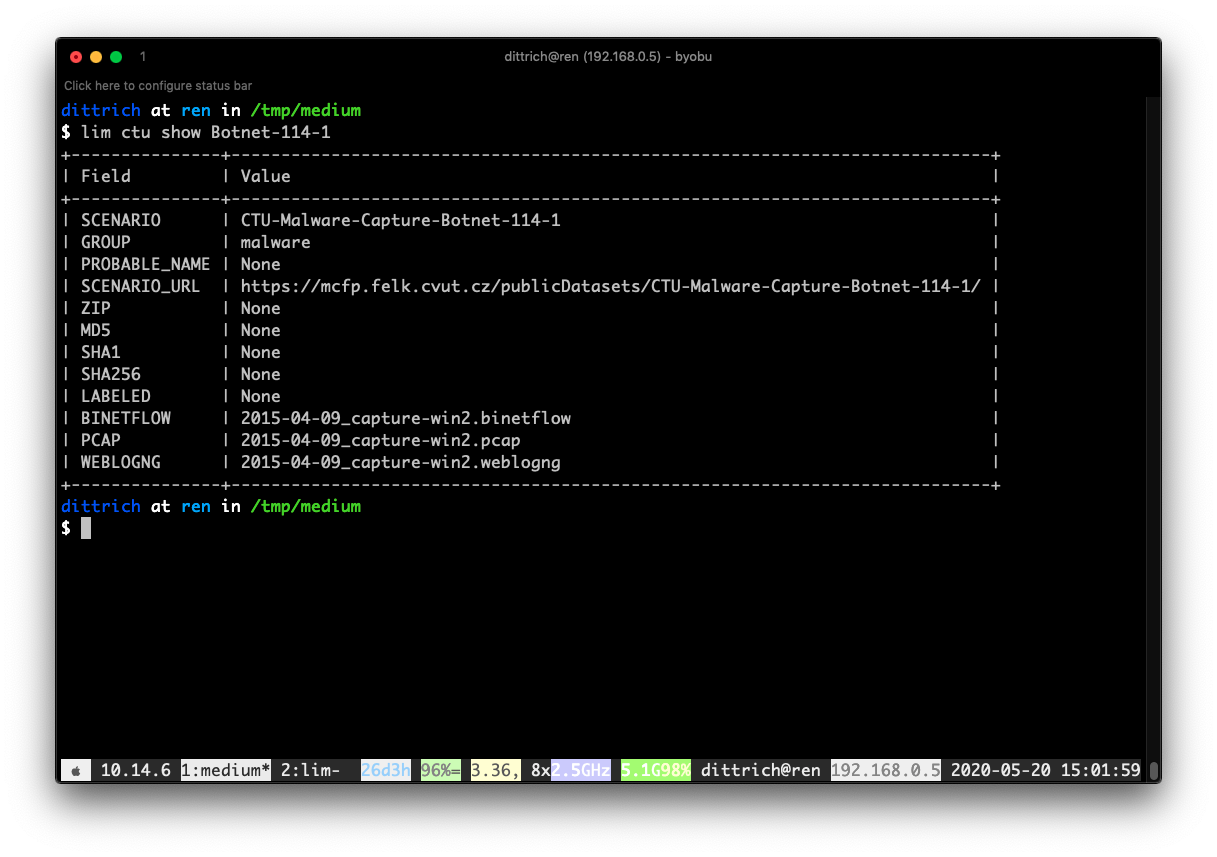 1 dittrich@ren (192.168.0.5) - byobu
Click here to configure status bar
dittrich at ren in /tmp/medium
$ lim ctu show Botnet-114-1
+---------------+----------------------------------------------------------------------------+
| Field         | Value                                                                      |
+---------------+----------------------------------------------------------------------------+
| SCENARIO      | CTU-Malware-Capture-Botnet-114-1                                           |
| GROUP         | malware                                                                    |
| PROBABLE_NAME | None                                                                       |
| SCENARIO_URL  | https://mcfp.felk.cvut.cz/publicDatasets/CTU-Malware-Capture-Botnet-114-1/ |
| ZIP           | None                                                                       |
| MD5           | None                                                                       |
| SHA1          | None                                                                       |
| SHA256        | None                                                                       |
| LABELED       | None                                                                       |
| BINETFLOW     | 2015-04-09_capture-win2.binetflow                                          |
| PCAP          | 2015-04-09_capture-win2.pcap                                               |
| WEBLOGNG      | 2015-04-09_capture-win2.weblogng                                           |
+---------------+----------------------------------------------------------------------------+
dittrich at ren in /tmp/medium
$
10.14.6 1:medium* 2:lim- 26d3h 96%= 3.36, 8x2.5GHz 5.1G98% dittrich@ren 192.168.0.5 2020-05-20 15:01:59